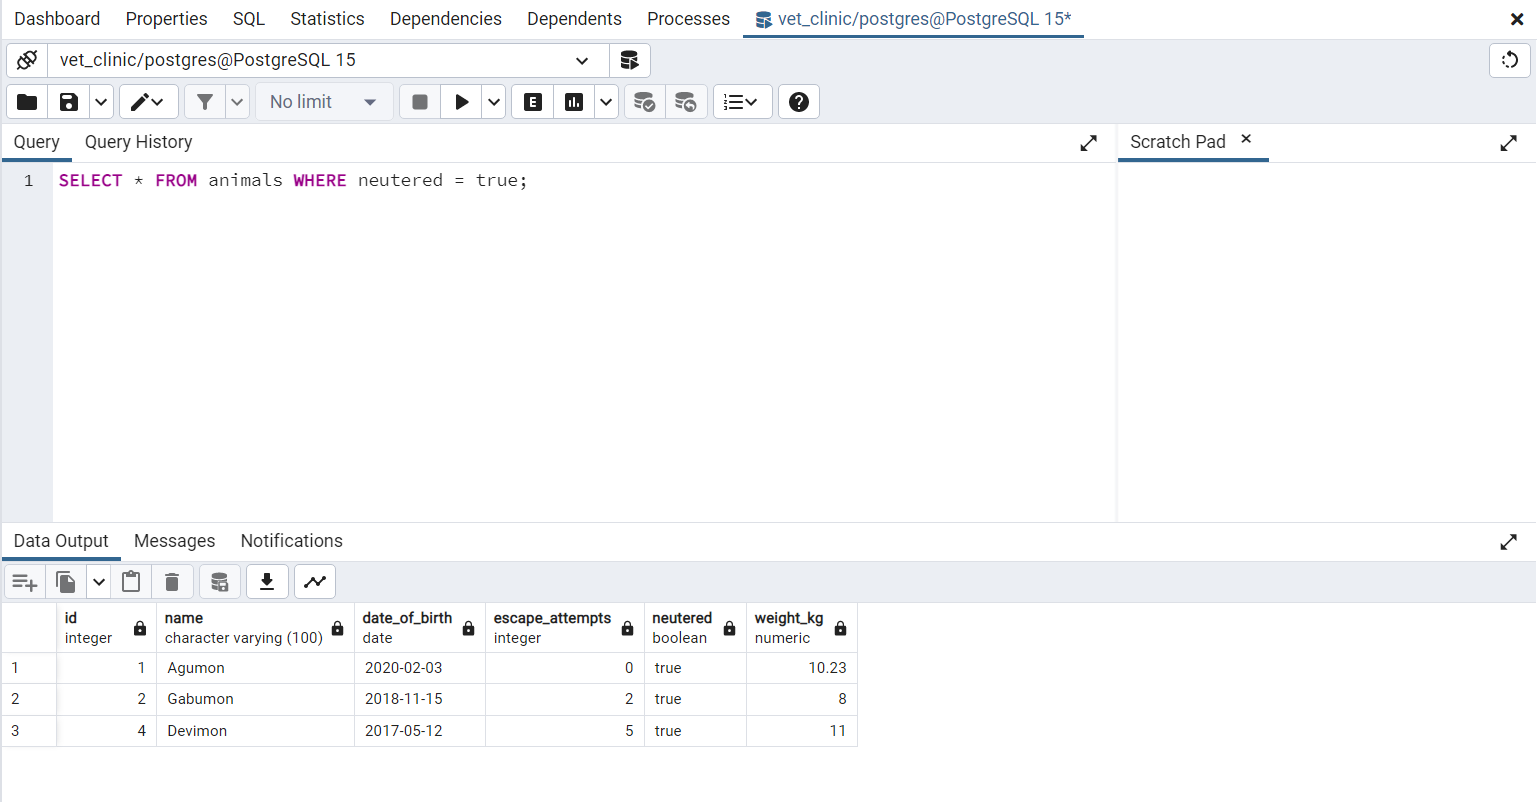 Dashboard Properties SQL Statistics Dependencies Dependents Processes vet_clinic/postgres@PostgreSQL 15*
vet_clinic/postgres@PostgreSQL 15
No limit E
Query Query History Scratch Pad
1 SELECT * FROM animals WHERE neutered = true;
Data Output Messages Notifications
id name date_of_birth escape_attempts neutered weight_kg
integer character varying (100) date integer boolean numeric
1 1 Agumon 2020-02-03 0 true 10.23
2 2 Gabumon 2018-11-15 2 true 8
3 4 Devimon 2017-05-12 5 true 11